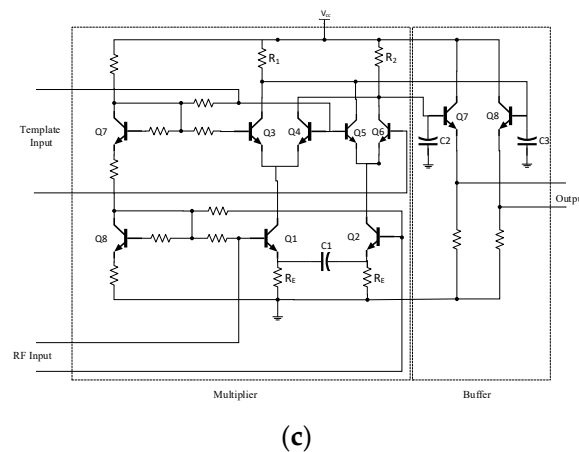 Vcc
R1
R2
Template
Input
Q7
Q3
Q4
Q5
Q6
C2
Q7
Q8
C3
Output
Q8
Q1
C1
Q2
RE
RE
RF Input
Multiplier
Buffer
(c)